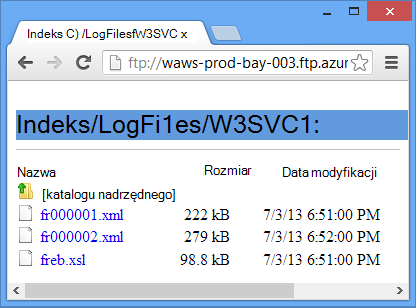 Indeks C) /LogFilesfW3SVC x
ftp://waws-prod-bay-003.ftp.azur
Indeks/LogFi1es/W3SVC1:
Nazwa Rozmiar Data modyfikacji
[katalogu nadrzędnego]
fr000001.xml 222 kB 7/3/13 6:51:00 PM
fr000002.xml 279 kB 7/3/13 6:52:00 PM
freb.xsl 98.8 kB 7/3/13 6:51:00 PM